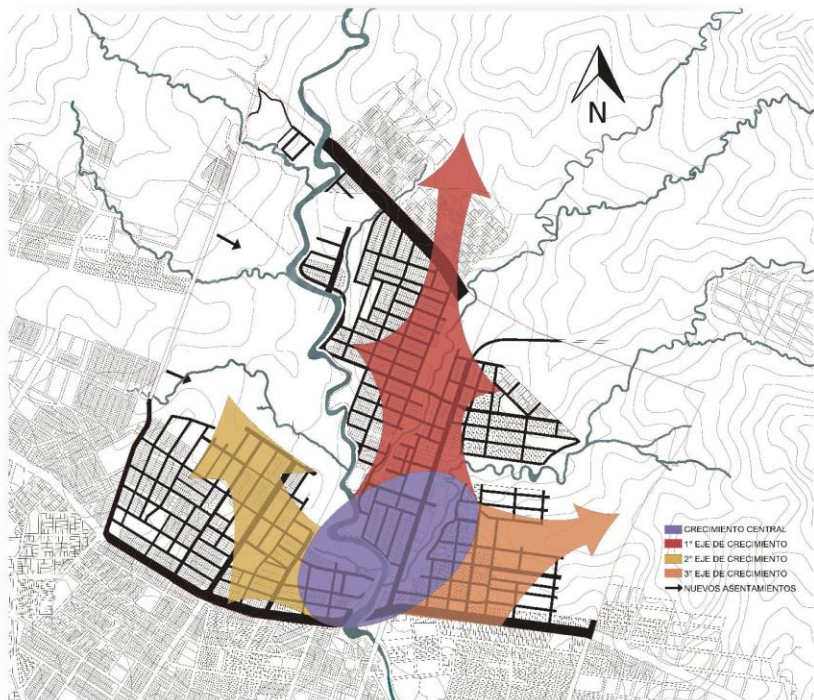 N
CRECIMIENTO CENTRAL
1° EJE DE CRECIMIENTO
2° EJE DE CRECIMIENTO
3° EJE DE CRECIMIENTO
NUEVOS ASENTAMIENTOS